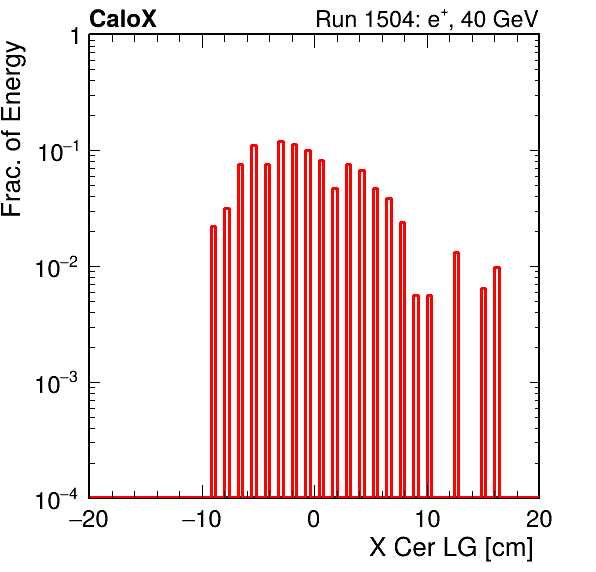 CaloX Run 1504: e⁺, 40 GeV
Frac. of Energy
1
10⁻¹
10⁻²
10⁻³
10⁻⁴
−20 −10 0 10 20
X Cer LG [cm]